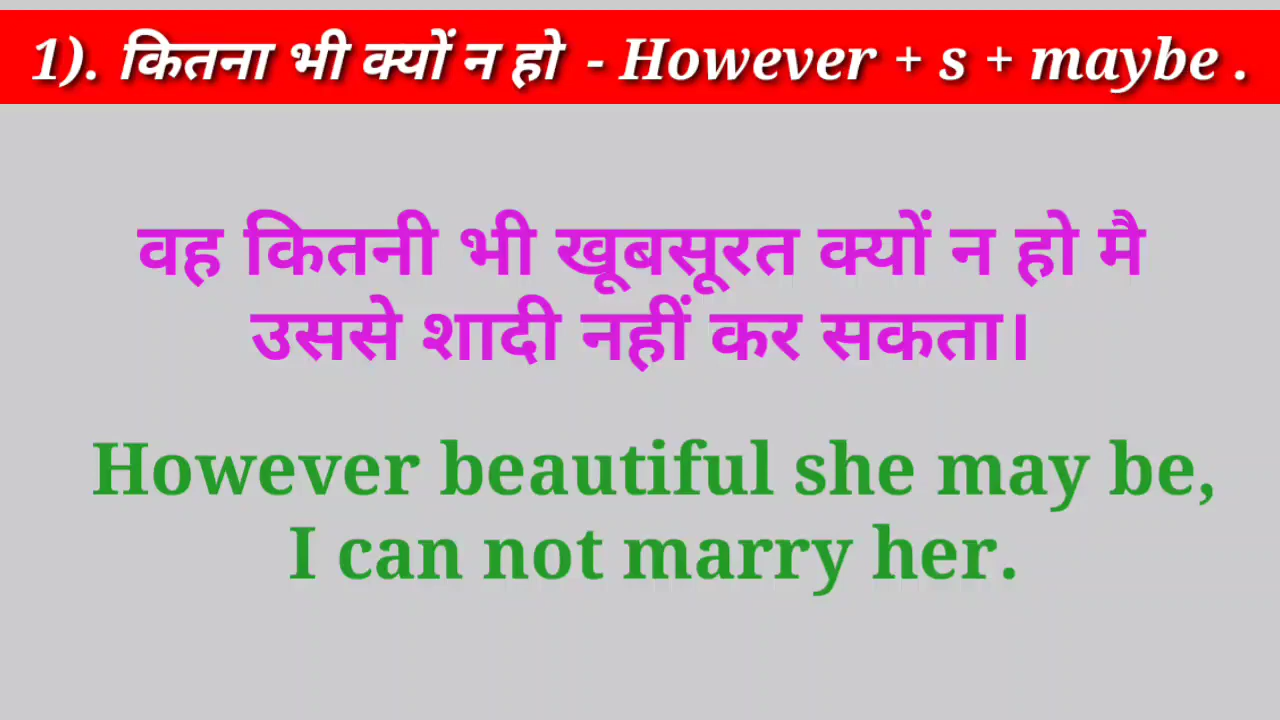 1). कितना भी क्यों न हो - However + s + maybe .
वह कितनी भी खूबसूरत क्यों न हो मै
उससे शादी नहीं कर सकता।
However beautiful she may be,
I can not marry her.